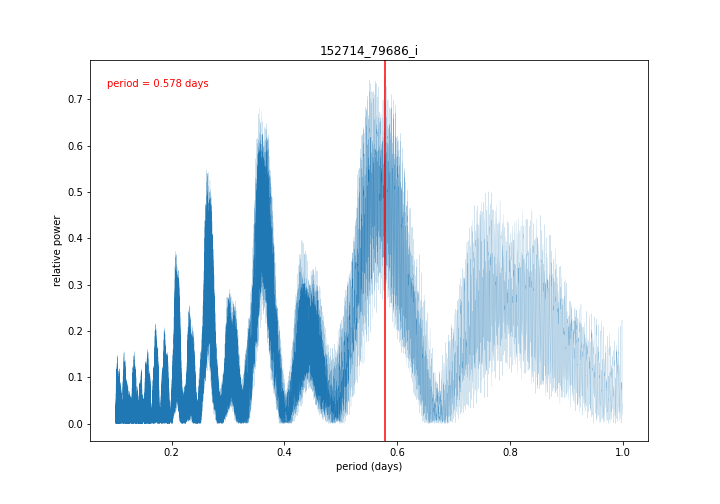 152714_79686_i
period = 0.578 days
0.7
0.6
0.5
0.4
0.3
0.2
0.1
0.0
relative power
0.2 0.4 0.6 0.8 1.0
period (days)